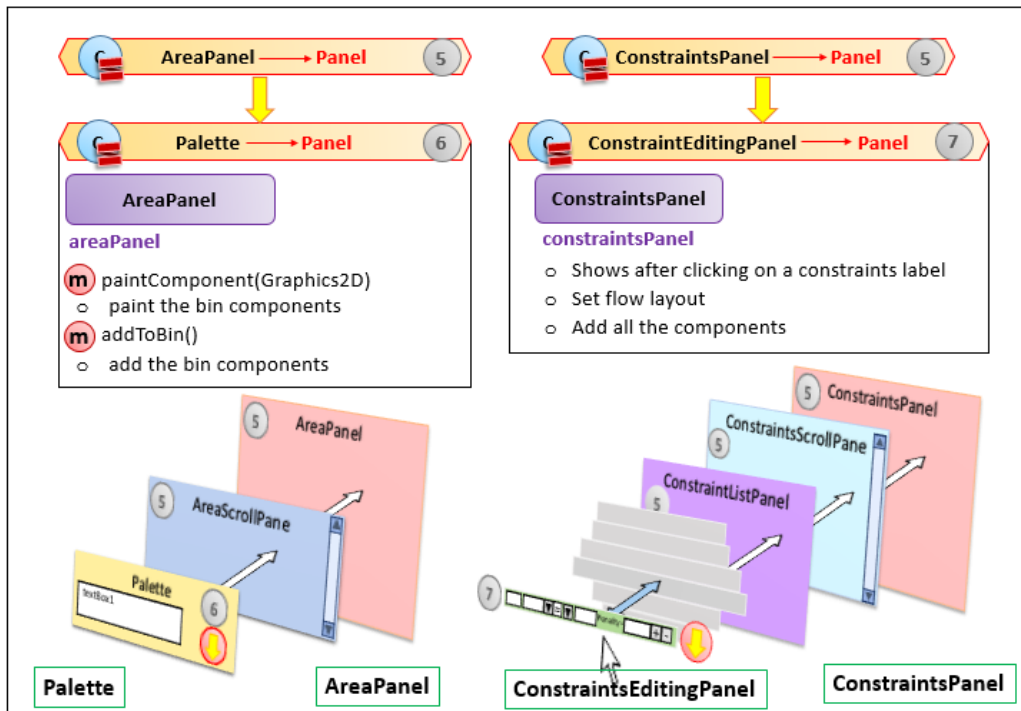 C AreaPanel Panel 5
C ConstraintsPanel Panel 5
C Palette Panel 6
AreaPanel
areaPanel
m paintComponent(Graphics2D)
o paint the bin components
m addToBin()
o add the bin components
C ConstraintEditingPanel Panel 7
ConstraintsPanel
constraintsPanel
o Shows after clicking on a constraints label
o Set flow layout
o Add all the components
5 AreaPanel
5 AreaScrollPane
Palette
textBox1
6
5 ConstraintsPanel
ConstraintsScrollPane
5
ConstraintListPanel
5
7
=
Penalty
+ -
Palette
AreaPanel
ConstraintsEditingPanel
ConstraintsPanel